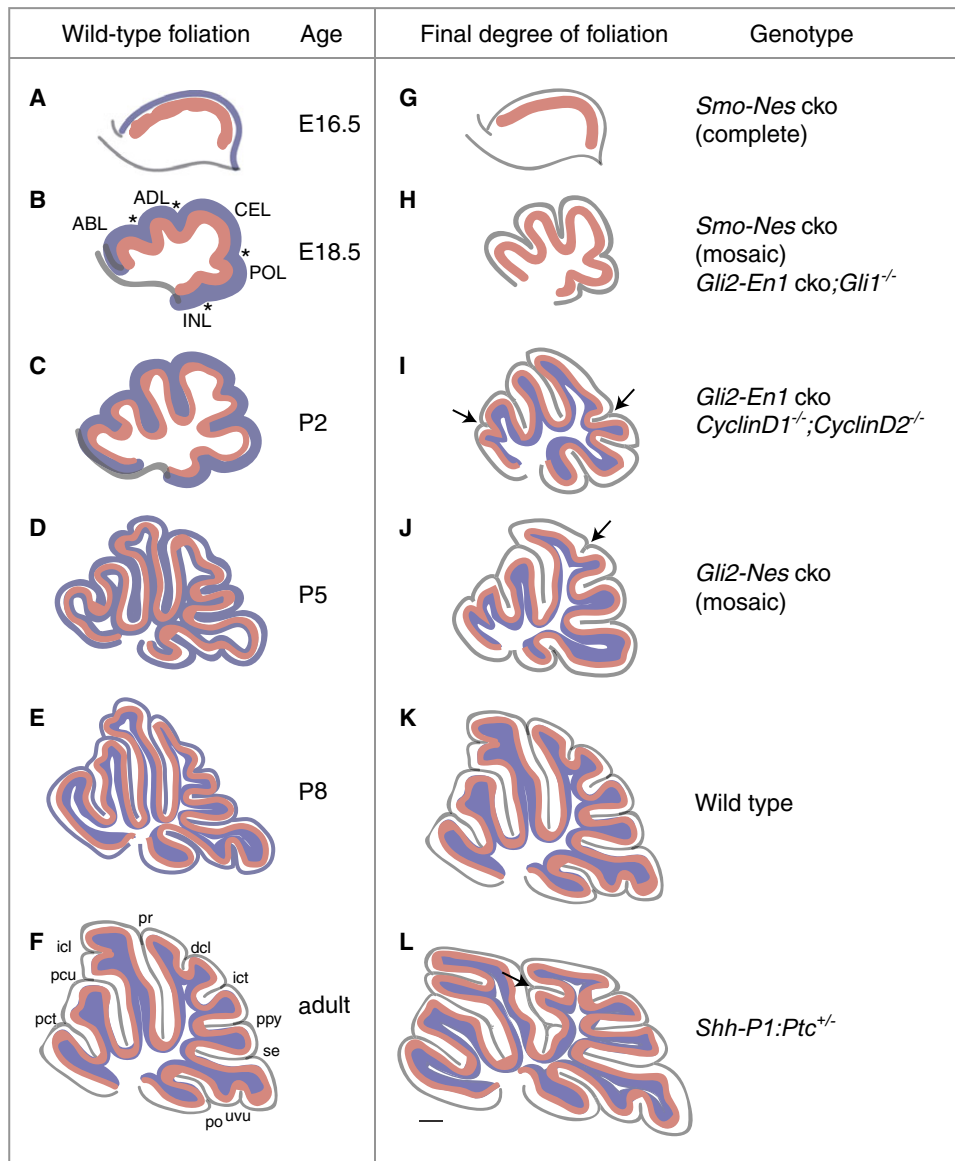 Wild-type foliation Age Final degree of foliation Genotype
A E16.5 G Smo-Nes cko
(complete)
B ABL ADL * * CEL * POL * INL E18.5 H Smo-Nes cko
(mosaic)
Gli2-En1 cko;Gli1-/-
C P2 I Gli2-En1 cko
CyclinD1-/-;CyclinD2-/-
D P5 J Gli2-Nes cko
(mosaic)
E P8 K Wild type
F icl pr dcl ict pcu pct ppy se po uvu adult L Shh-P1:Ptc+/-